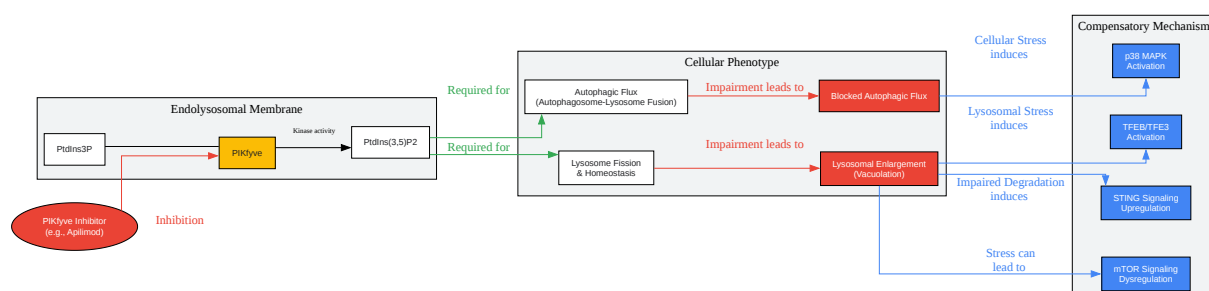 Endolysosomal Membrane
PtdIns3P
PIKfyve
Kinase activity
PtdIns(3,5)P2
PIKfyve Inhibitor
(e.g., Apilimod)
Inhibition
Required for
Required for
Cellular Phenotype
Autophagic Flux
(Autophagosome-Lysosome Fusion)
Impairment leads to
Blocked Autophagic Flux
Lysosome Fission
& Homeostasis
Impairment leads to
Lysosomal Enlargement
(Vacuolation)
Cellular Stress
induces
Lysosomal Stress
induces
Impaired Degradation
induces
Stress can
lead to
Compensatory Mechanism
p38 MAPK
Activation
TFEB/TFE3
Activation
STING Signaling
Upregulation
mTOR Signaling
Dysregulation